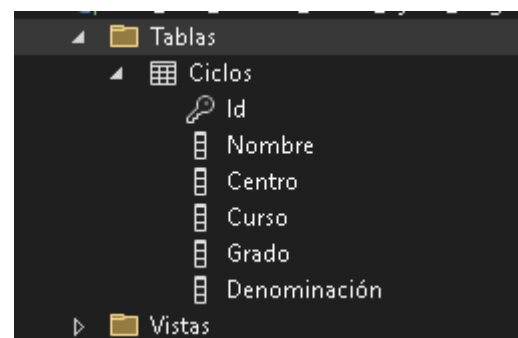 Tablas
Ciclos
Id
Nombre
Centro
Curso
Grado
Denominación
Vistas